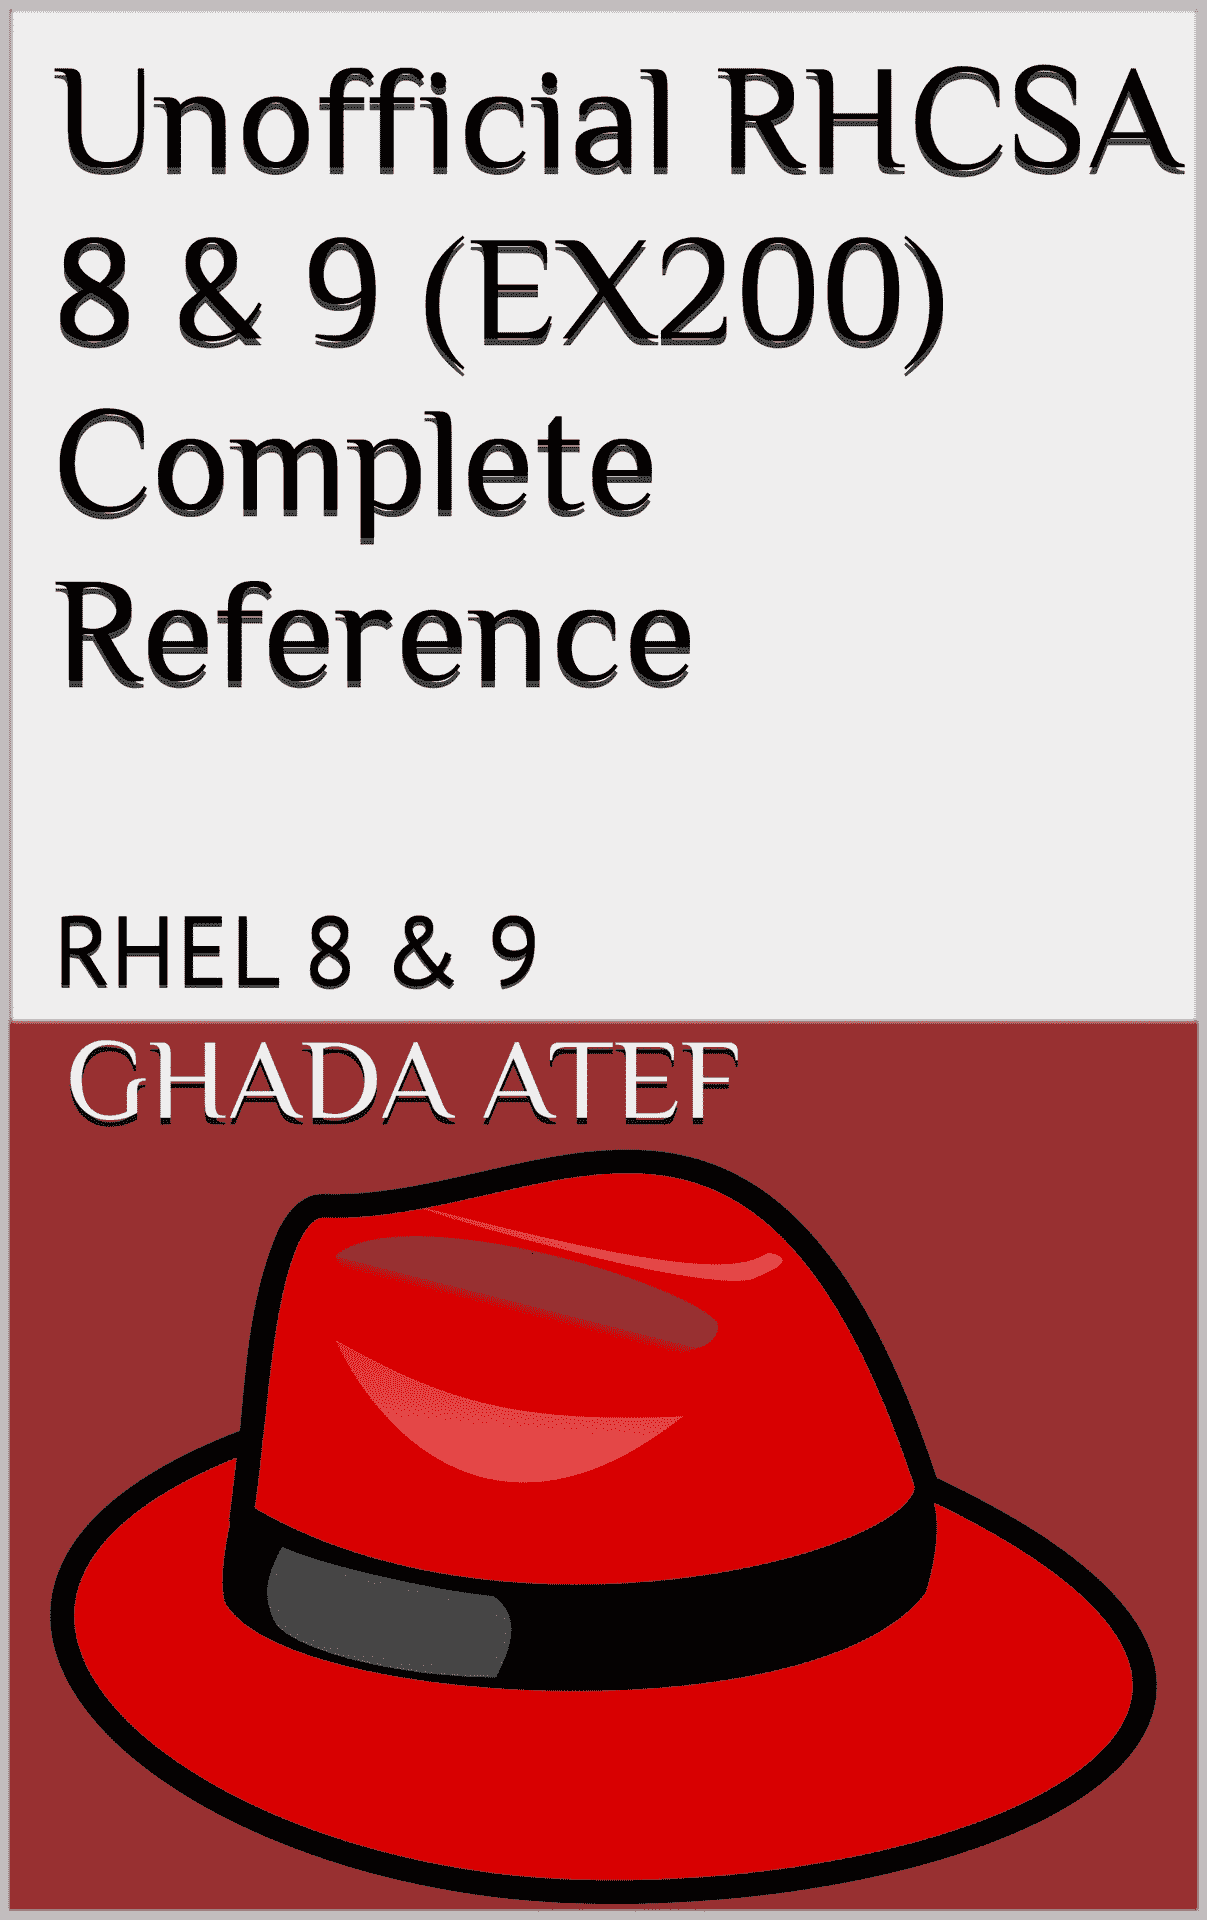 Unofficial RHCSA
8 & 9 (EX200)
Complete
Reference
RHEL 8 & 9
GHADA ATEF